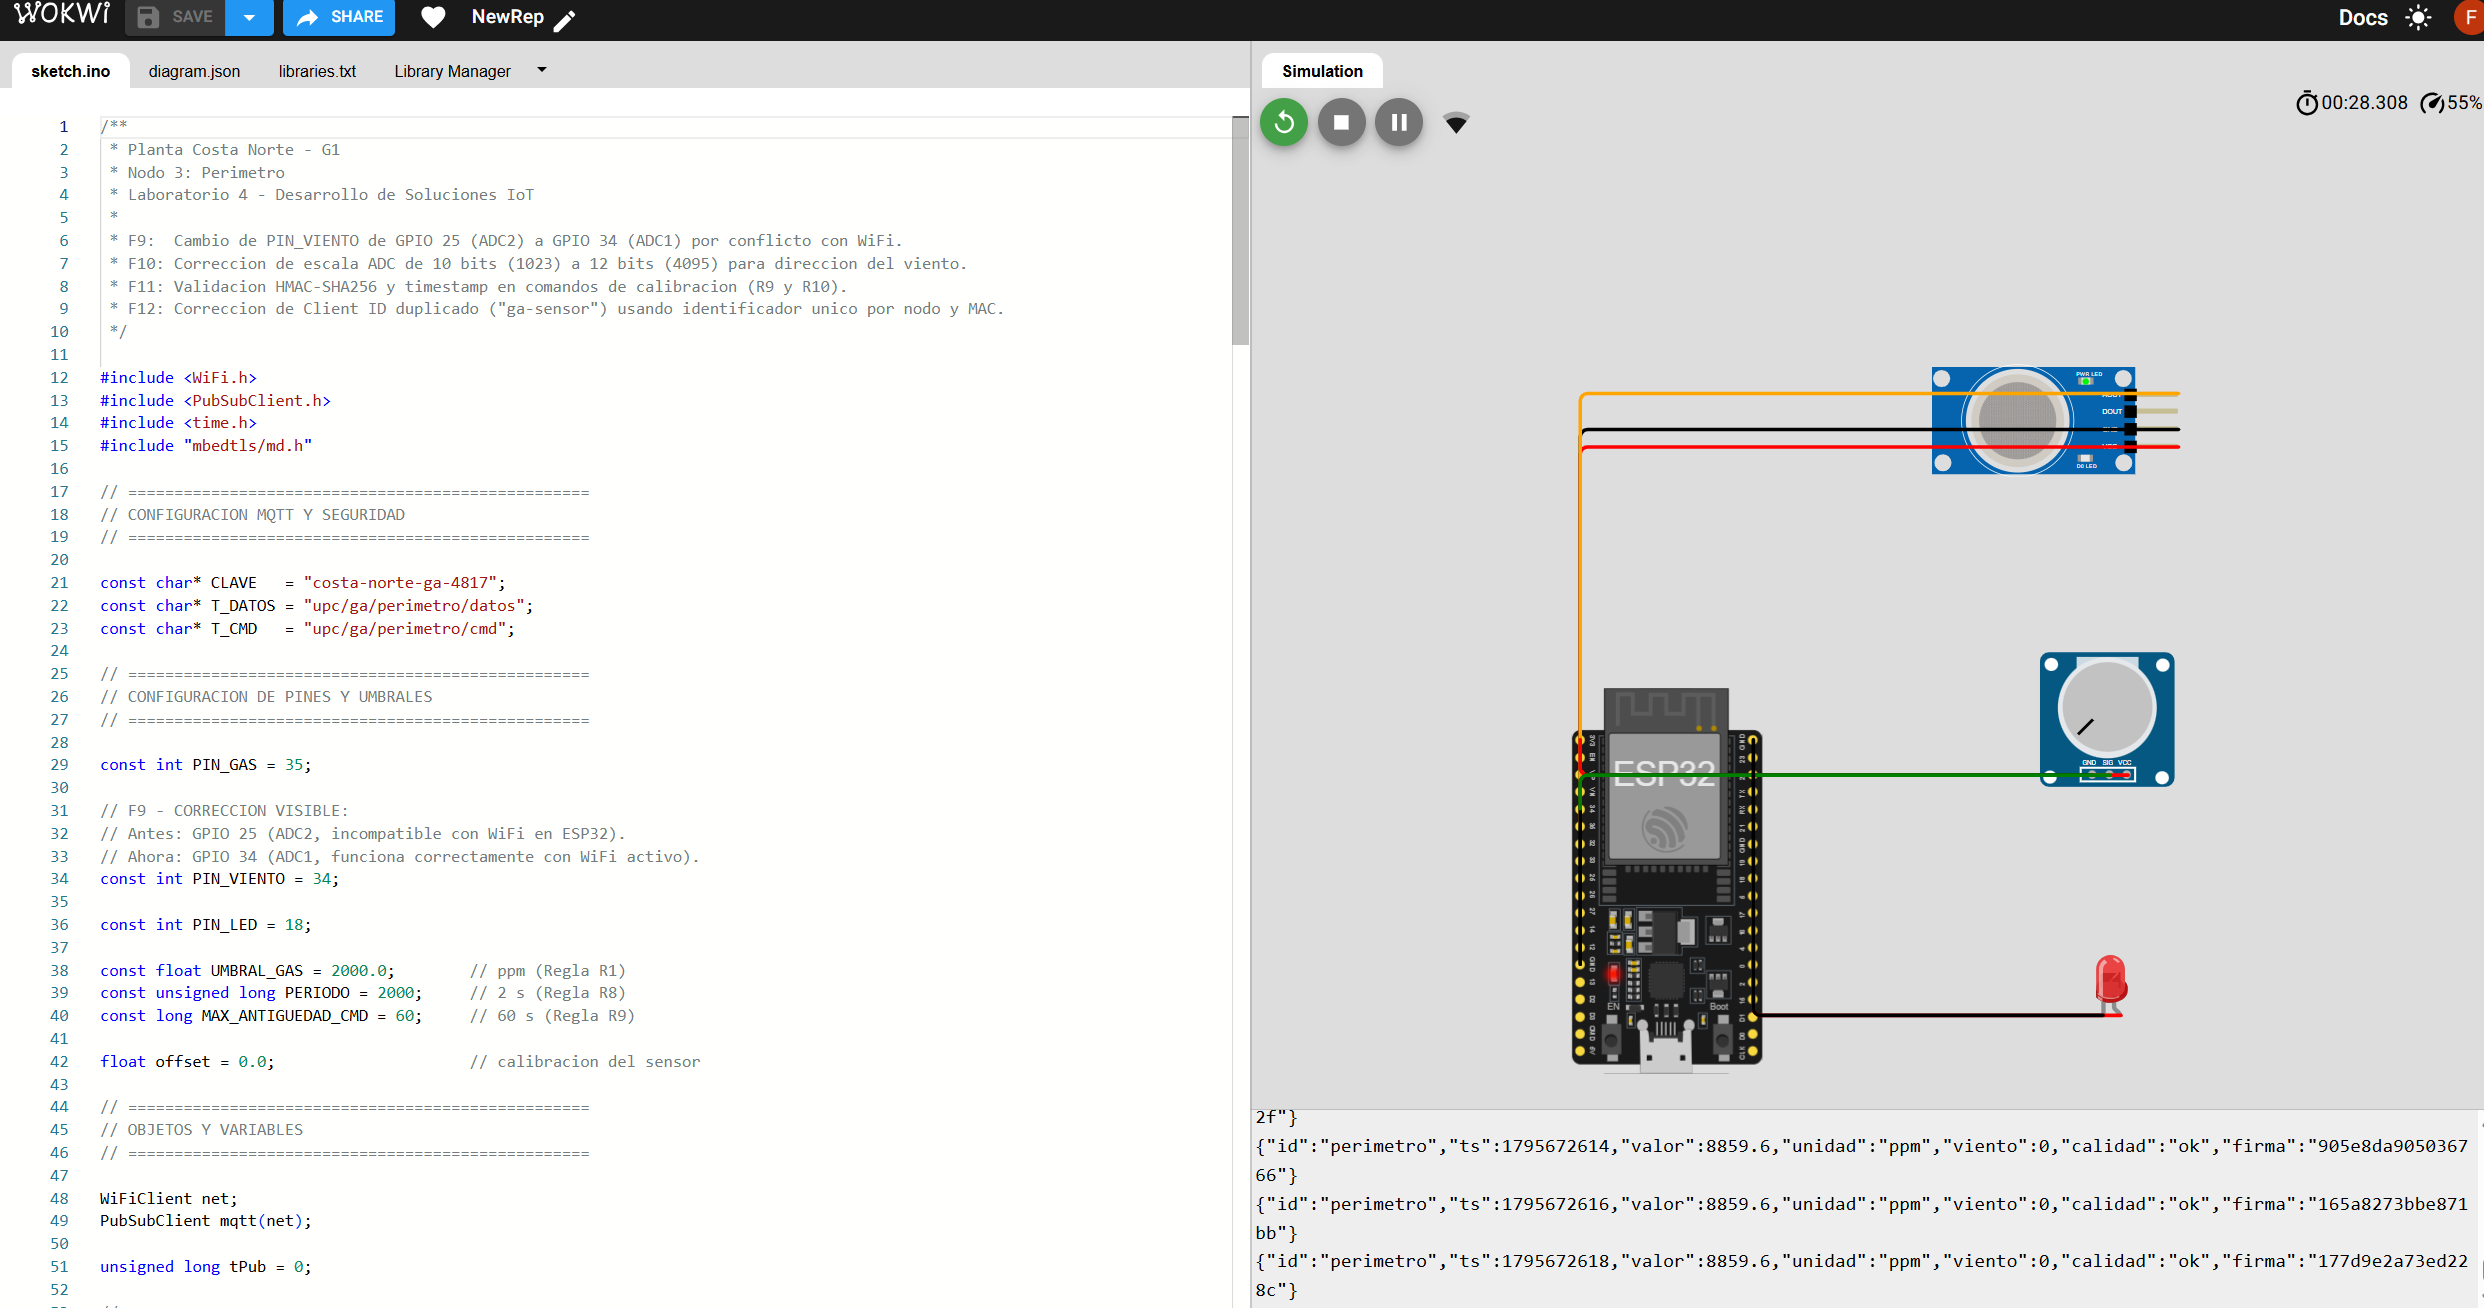 WOKWI
SAVE
SHARE
NewRep
Docs
F
sketch.ino
diagram.json
libraries.txt
Library Manager
Simulation
00:28.308
55%
1 /**
2 * Planta Costa Norte - G1
3 * Nodo 3: Perimetro
4 * Laboratorio 4 - Desarrollo de Soluciones IoT
5 *
6 * F9:  Cambio de PIN_VIENTO de GPIO 25 (ADC2) a GPIO 34 (ADC1) por conflicto con WiFi.
7 * F10: Correccion de escala ADC de 10 bits (1023) a 12 bits (4095) para direccion del viento.
8 * F11: Validacion HMAC-SHA256 y timestamp en comandos de calibracion (R9 y R10).
9 * F12: Correccion de Client ID duplicado ("ga-sensor") usando identificador unico por nodo y MAC.
10 */
11
12 #include <WiFi.h>
13 #include <PubSubClient.h>
14 #include <time.h>
15 #include "mbedtls/md.h"
16
17 // ==================================================
18 // CONFIGURACION MQTT Y SEGURIDAD
19 // ==================================================
20
21 const char* CLAVE   = "costa-norte-ga-4817";
22 const char* T_DATOS = "upc/ga/perimetro/datos";
23 const char* T_CMD   = "upc/ga/perimetro/cmd";
24
25 // ==================================================
26 // CONFIGURACION DE PINES Y UMBRALES
27 // ==================================================
28
29 const int PIN_GAS = 35;
30
31 // F9 - CORRECCION VISIBLE:
32 // Antes: GPIO 25 (ADC2, incompatible con WiFi en ESP32).
33 // Ahora: GPIO 34 (ADC1, funciona correctamente con WiFi activo).
34 const int PIN_VIENTO = 34;
35
36 const int PIN_LED = 18;
37
38 const float UMBRAL_GAS = 2000.0;        // ppm (Regla R1)
39 const unsigned long PERIODO = 2000;     // 2 s (Regla R8)
40 const long MAX_ANTIGUEDAD_CMD = 60;     // 60 s (Regla R9)
41
42 float offset = 0.0;                     // calibracion del sensor
43
44 // ==================================================
45 // OBJETOS Y VARIABLES
46 // ==================================================
47
48 WiFiClient net;
49 PubSubClient mqtt(net);
50
51 unsigned long tPub = 0;
52
PWR LED
DOUT
D0 LED
GND SIG VCC
ESP32
EN
Boot
2f"}
{"id":"perimetro","ts":1795672614,"valor":8859.6,"unidad":"ppm","viento":0,"calidad":"ok","firma":"905e8da9050367
66"}
{"id":"perimetro","ts":1795672616,"valor":8859.6,"unidad":"ppm","viento":0,"calidad":"ok","firma":"165a8273bbe871
bb"}
{"id":"perimetro","ts":1795672618,"valor":8859.6,"unidad":"ppm","viento":0,"calidad":"ok","firma":"177d9e2a73ed22
8c"}